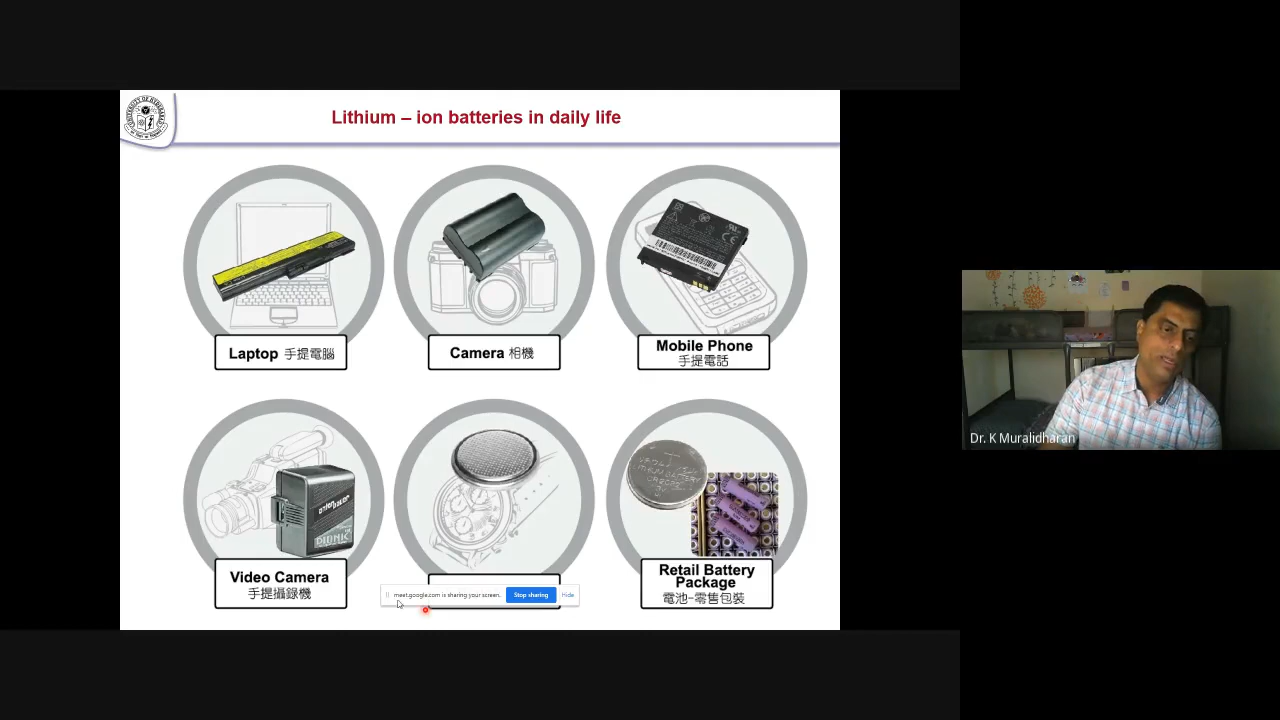 Lithium – ion batteries in daily life
Laptop 手提電腦
Camera 相機
Mobile Phone
手提電話
Video Camera
手提攝錄機
meet.google.com is sharing your screen.
Stop sharing
Hide
Retail Battery
Package
電池-零售包裝
Dr. K Muralidharan